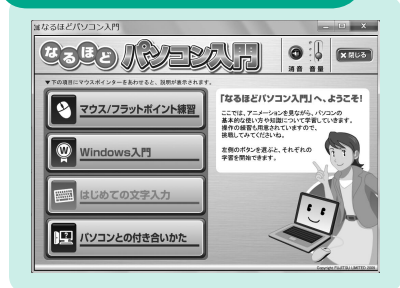 なるほどパソコン入門
なるほど パソコン入門
消音 音量
×閉じる
▼下の項目にマウスポインターをあわせると、説明が表示されます。
マウス/フラットポイント練習
Windows入門
はじめての文字入力
パソコンとの付き合いかた
「なるほどパソコン入門」へ、ようこそ!
ここでは、アニメーションを見ながら、パソコンの
基本的な使い方や知識について学習していきます。
操作の練習も用意されていますので、
挑戦してみてくださいね。
左側のボタンを選ぶと、それぞれの
学習を開始できます。
Copyright FUJITSU LIMITED 2009